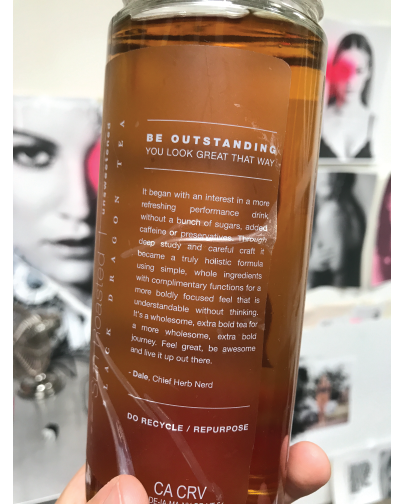 BE OUTSTANDING
YOU LOOK GREAT THAT WAY
It began with an interest in a more
refreshing performance drink
without a bunch of sugars, added
caffeine or preservatives. Through
deep study and careful craft it
became a truly holistic formula
using simple, whole ingredients
with complimentary functions for a
more boldly focused feel that is
understandable without thinking.
It's a wholesome, extra bold tea for
a more wholesome, extra bold
journey. Feel great, be awesome
and live it up out there.
- Dale, Chief Herb Nerd
DO RECYCLE / REPURPOSE
CA CRV
unsweetened
LACK DRAGON TEA